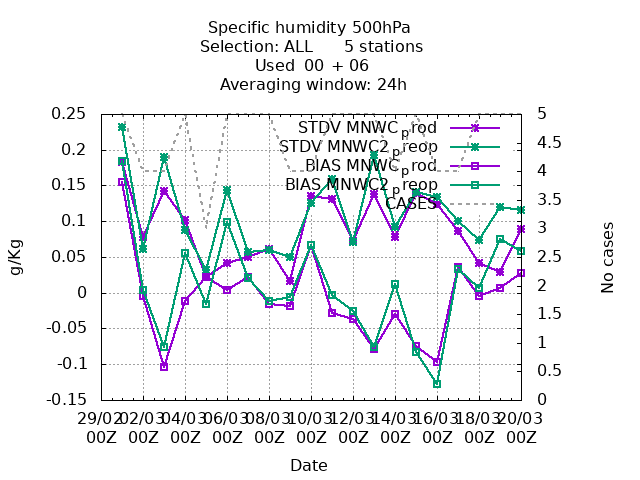 Specific humidity 500hPa
Selection: ALL 5 stations
Used 00 + 06
Averaging window: 24h
STDV MNWC_prod
STDV MNWC2_preop
BIAS MNWC_prod
BIAS MNWC2_preop
CASES
g/Kg
0.25
0.2
0.15
0.1
0.05
0
-0.05
-0.1
-0.15
No cases
5
4.5
4
3.5
3
2.5
2
1.5
1
0.5
0
29/02 02/03 04/03 06/03 08/03 10/03 12/03 14/03 16/03 18/03 20/03
00Z 00Z 00Z 00Z 00Z 00Z 00Z 00Z 00Z 00Z 00Z
Date